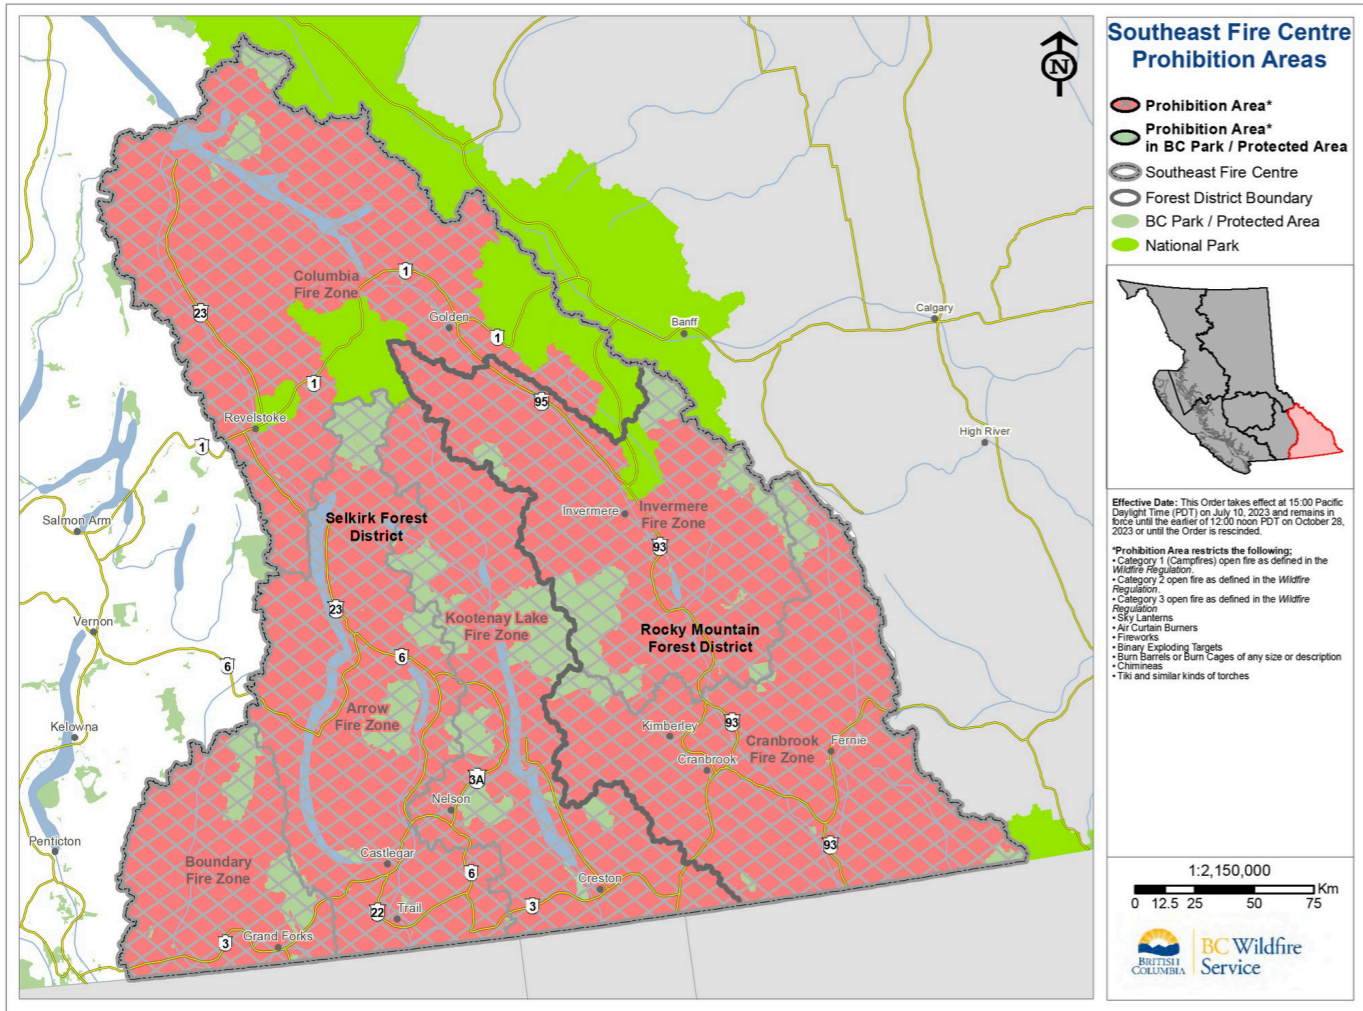 Southeast Fire Centre
Prohibition Areas
Prohibition Area*
Prohibition Area*
in BC Park / Protected Area
Southeast Fire Centre
Forest District Boundary
BC Park / Protected Area
National Park
Effective Date: This Order takes effect at 15:00 Pacific
Daylight Time (PDT) on July 10, 2023 and remains in
force until the earlier of 12:00 noon PDT on October 28,
2023 or until the Order is rescinded.
*Prohibition Area restricts the following;
• Category 1 (Campfires) open fire as defined in the
Wildfire Regulation.
• Category 2 open fire as defined in the Wildfire
Regulation.
• Category 3 open fire as defined in the Wildfire
Regulation
• Sky Lanterns
• Air Curtain Burners
• Fireworks
• Binary Exploding Targets
• Burn Barrels or Burn Cages of any size or description
• Chimineas
• Tiki and similar kinds of torches
1:2,150,000
Km
0 12.5 25 50 75
BRITISH
COLUMBIA
BC Wildfire
Service
N
Columbia
Fire Zone
1
23
Golden
1
Banff
Calgary
1
95
Revelstoke
1
High River
Salmon Arm
Selkirk Forest
District
Invermere
Invermere
Fire Zone
93
23
Vernon
Kootenay Lake
Fire Zone
Rocky Mountain
Forest District
6
6
Arrow
Fire Zone
Kelowna
Kimberley
93
Cranbrook
Fire Zone
Fernie
Cranbrook
3A
Nelson
Penticton
93
Castlegar
Boundary
Fire Zone
6
Creston
22
Trail
3
3
Grand Forks